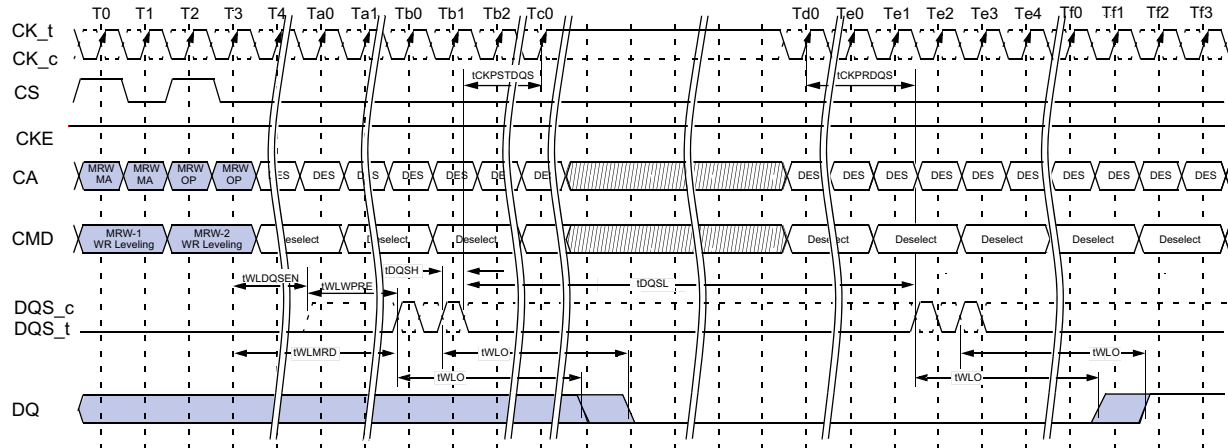 T0 T1 T2 T3 T4 Ta0 Ta1 Tb0 Tb1 Tb2 Tc0 Td0 Te0 Te1 Te2 Te3 Te4 Tf0 Tf1 Tf2 Tf3
CK_t
CK_c
tCKPSTDQS tCKPRDQS
CS
CKE
CA MRW MA MRW MA MRW OP MRW OP DES DES DES DES DES DES DES DES DES DES DES DES DES DES DES DES DES
CMD MRW-1 WR Leveling MRW-2 WR Leveling Deselect Deselect Deselect Deselect Deselect Deselect Deselect Deselect
tWLDQSEN tDQSH
tWLWPRE tDQSL
DQS_c
DQS_t
tWLMRD tWLO tWLO
tWLO tWLO
DQ